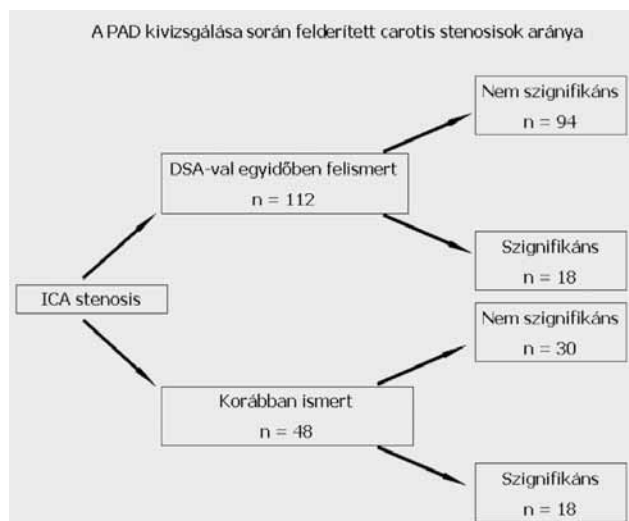 A PAD kivizsgálása során felderített carotis stenosisok aránya
Nem szignifikáns
n = 94
DSA-val egyidőben felismert
n = 112
Szignifikáns
n = 18
ICA stenosis
Nem szignifikáns
n = 30
Korábban ismert
n = 48
Szignifikáns
n = 18